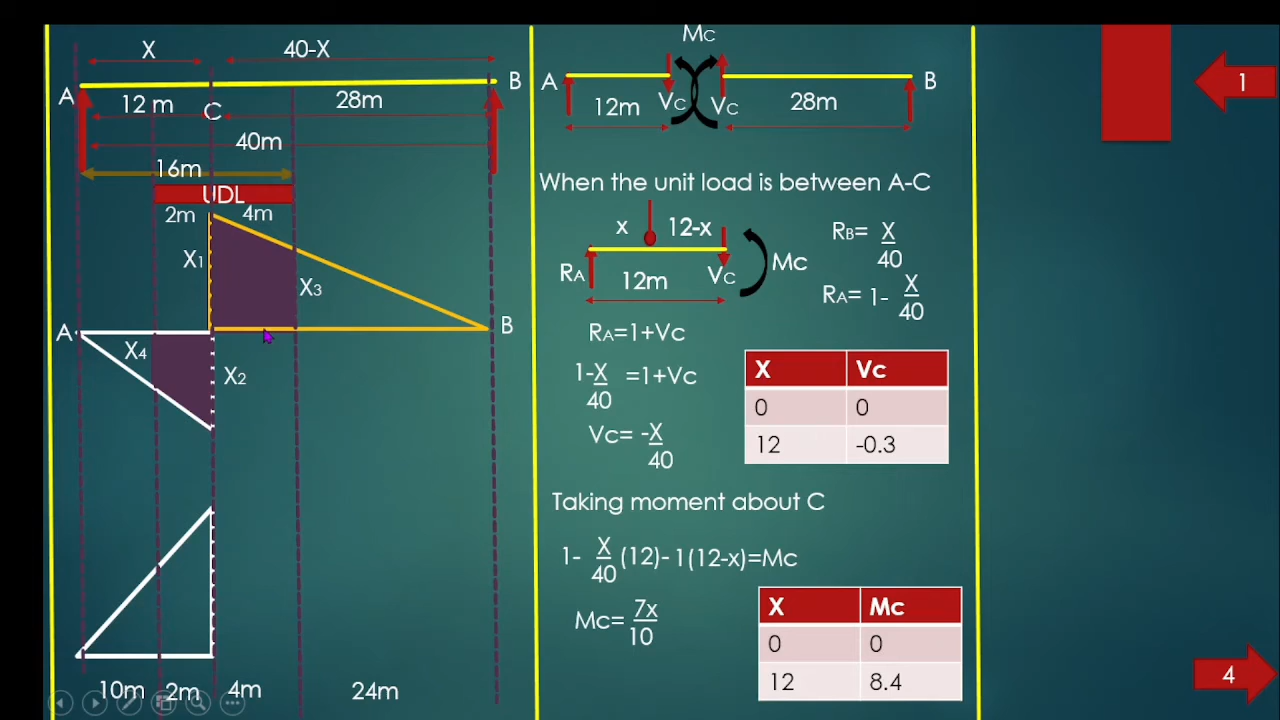 X
40-X
A
B
12 m
C
28m
40m
16m
UDL
2m
4m
X1
X3
A
B
X4
X2
10m
2m
4m
24m
Mc
A
B
12m
Vc
Vc
28m
When the unit load is between A-C
x
12-x
RA
12m
Vc
Mc
RB= X
40
RA= 1- X
40
RA=1+Vc
1-X =1+Vc
40
Vc= -X
40
X Vc
0 0
12 -0.3
Taking moment about C
1- X (12)-1(12-x)=Mc
40
Mc= 7x
10
X Mc
0 0
12 8.4
1
4